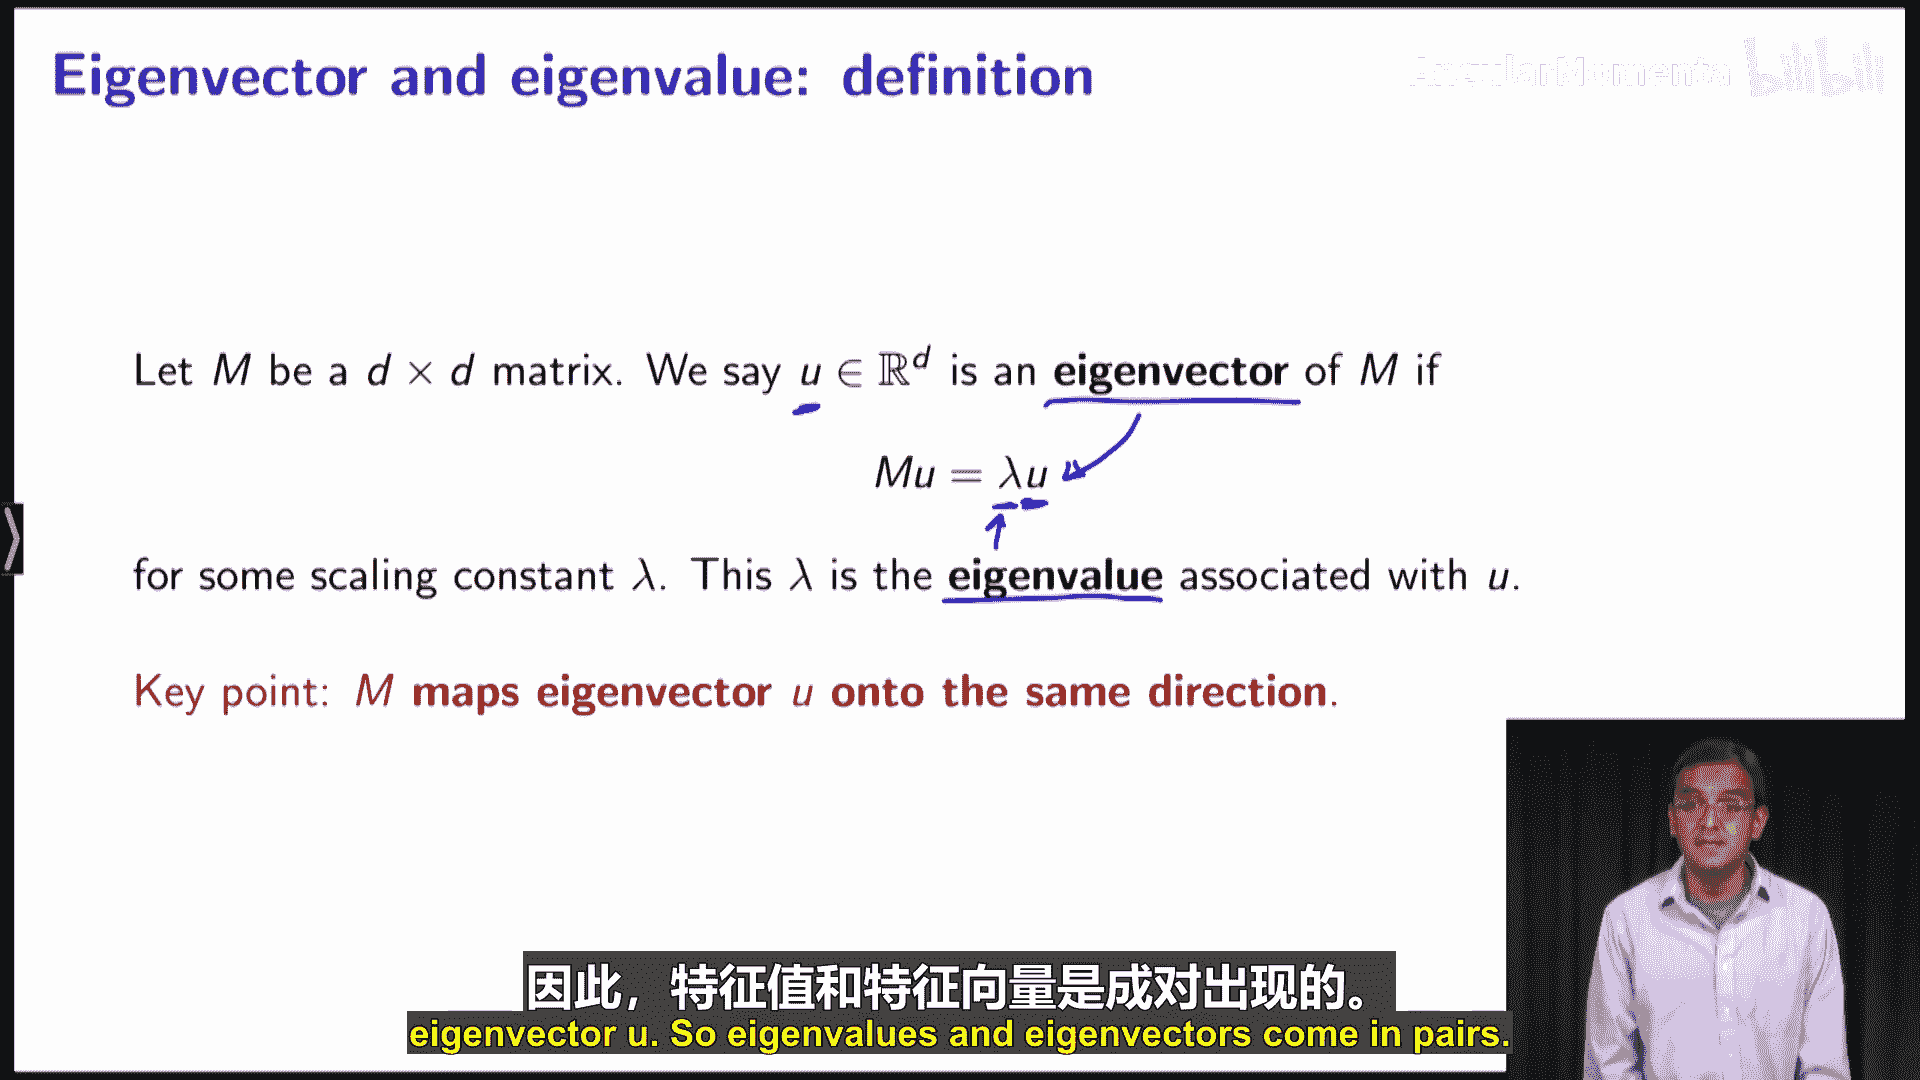 Eigenvector and eigenvalue: definition
bilibili
Let M be a d × d matrix. We say u ∈ ℝᵈ is an eigenvector of M if
Mu = λu
for some scaling constant λ. This λ is the eigenvalue associated with u.
Key point: M maps eigenvector u onto the same direction.
因此，特征值和特征向量是成对出现的。
eigenvector u. So eigenvalues and eigenvectors come in pairs.